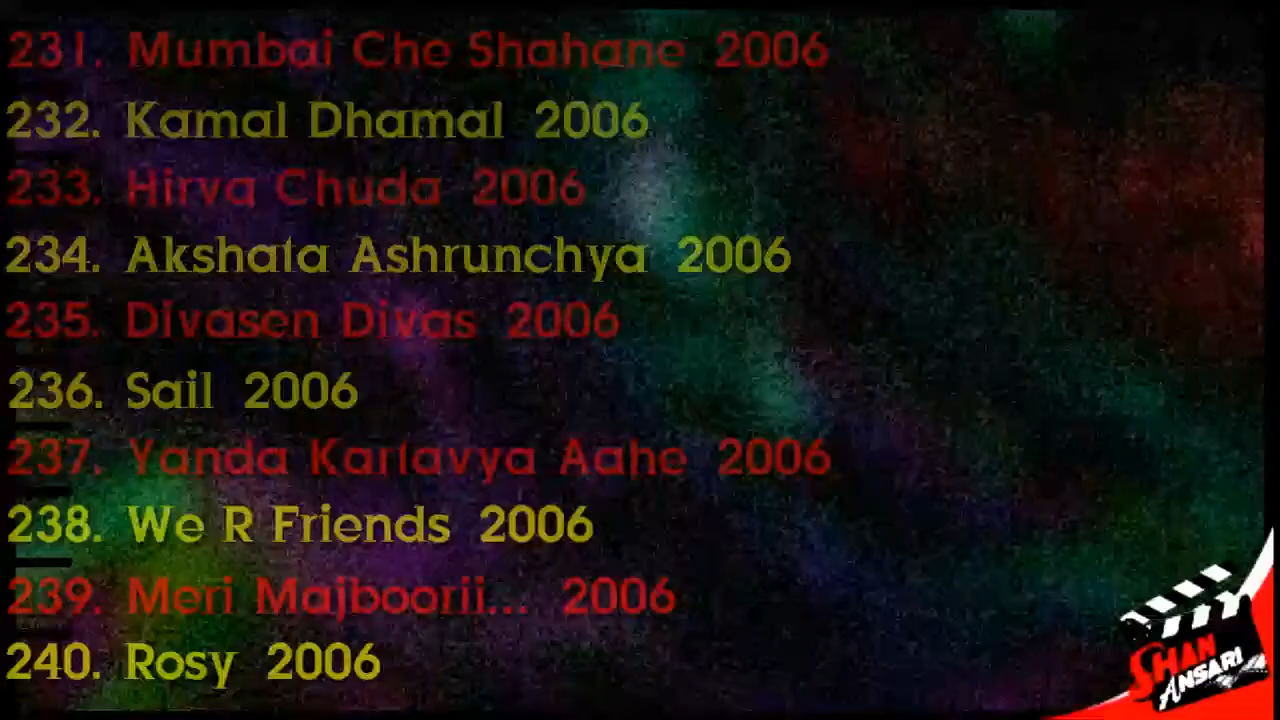 231. Mumbai Che Shahane 2006
232. Kamal Dhamal 2006
233. Hirva Chuda 2006
234. Akshata Ashrunchya 2006
235. Divasen Divas 2006
236. Sail 2006
237. Yanda Kartavya Aahe 2006
238. We R Friends 2006
239. Meri Majboorii... 2006
240. Rosy 2006
SHAN
ANSARI